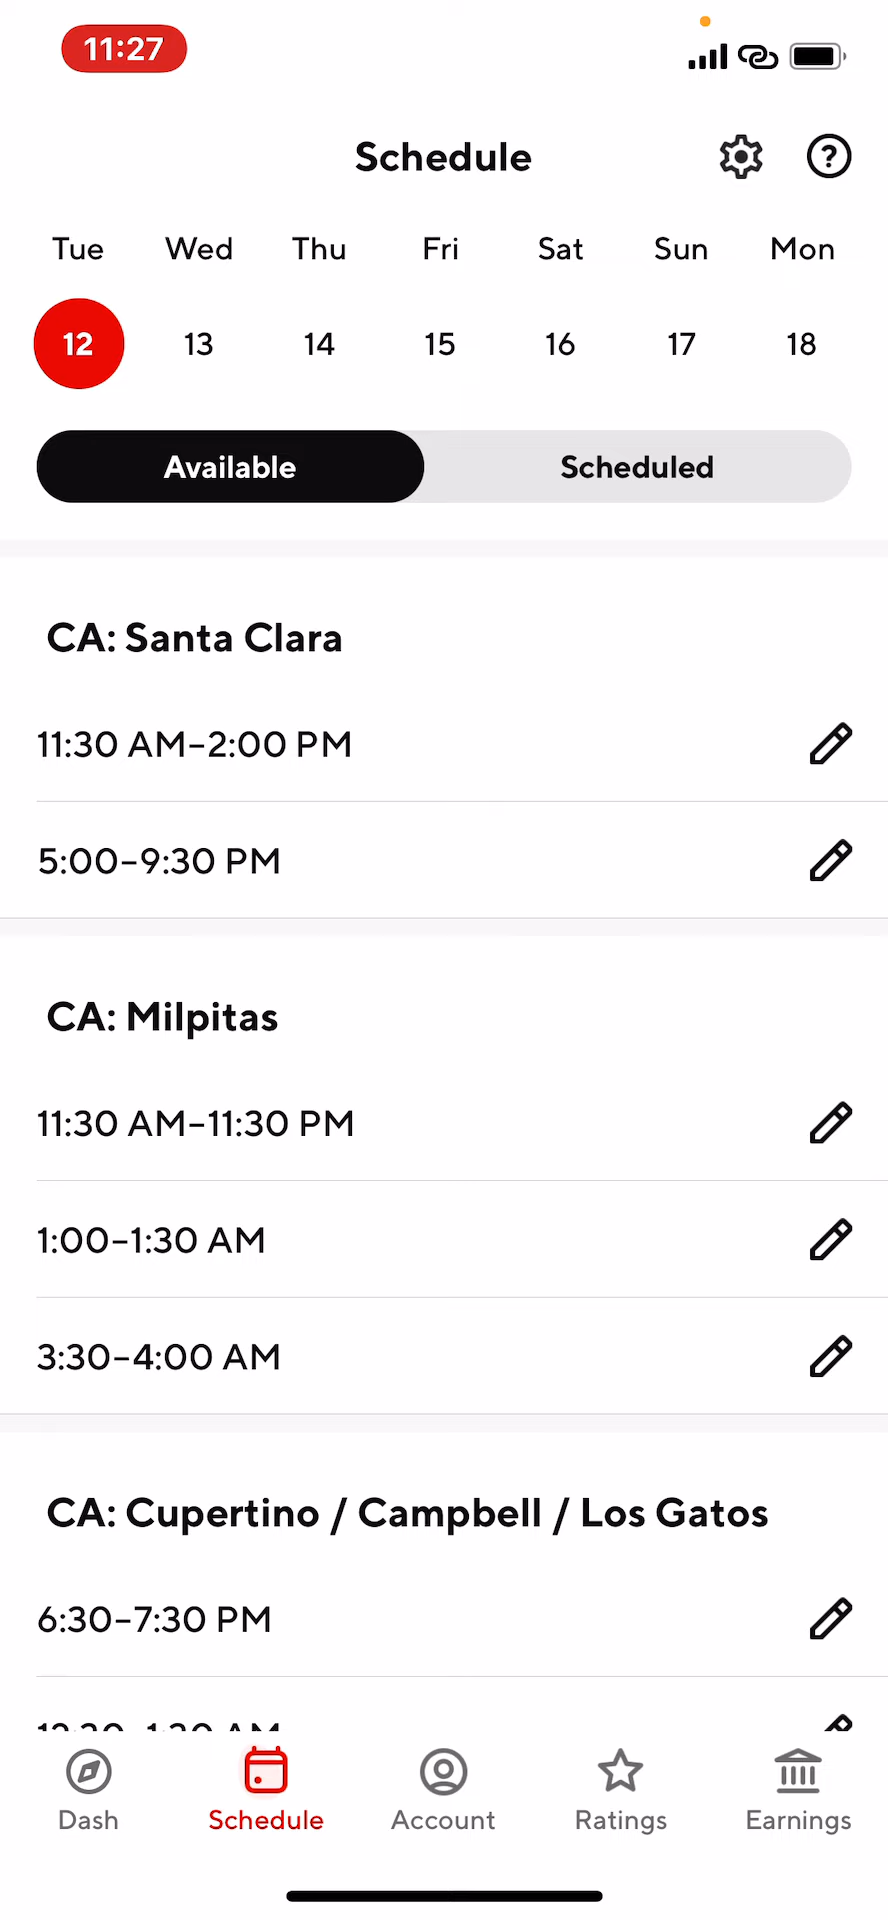 11:27
Schedule
Tue Wed Thu Fri Sat Sun Mon
12 13 14 15 16 17 18
Available Scheduled
CA: Santa Clara
11:30 AM–2:00 PM
5:00–9:30 PM
CA: Milpitas
11:30 AM–11:30 PM
1:00–1:30 AM
3:30–4:00 AM
CA: Cupertino / Campbell / Los Gatos
6:30–7:30 PM
Dash Schedule Account Ratings Earnings